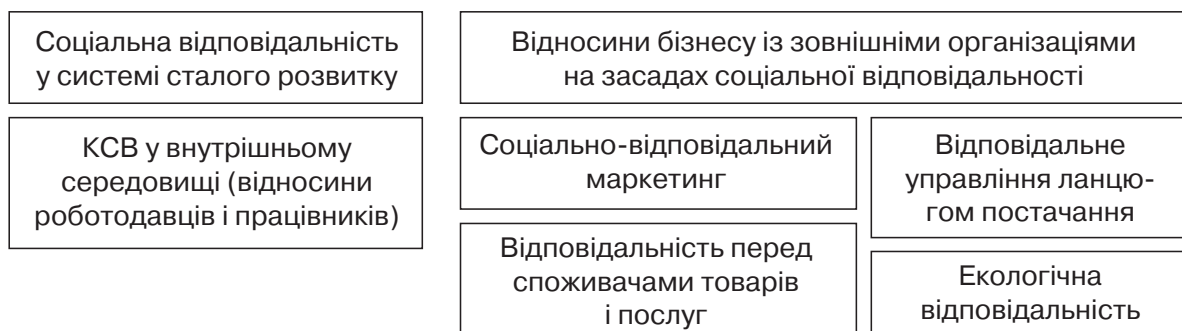 Соціальна відповідальність
у системі сталого розвитку
Відносини бізнесу із зовнішніми організаціями
на засадах соціальної відповідальності
КСВ у внутрішньому
середовищі (відносини
роботодавців і працівників)
Соціально-відповідальний
маркетинг
Відповідальне
управління ланцю-
гом постачання
Відповідальність перед
споживачами товарів
і послуг
Екологічна
відповідальність